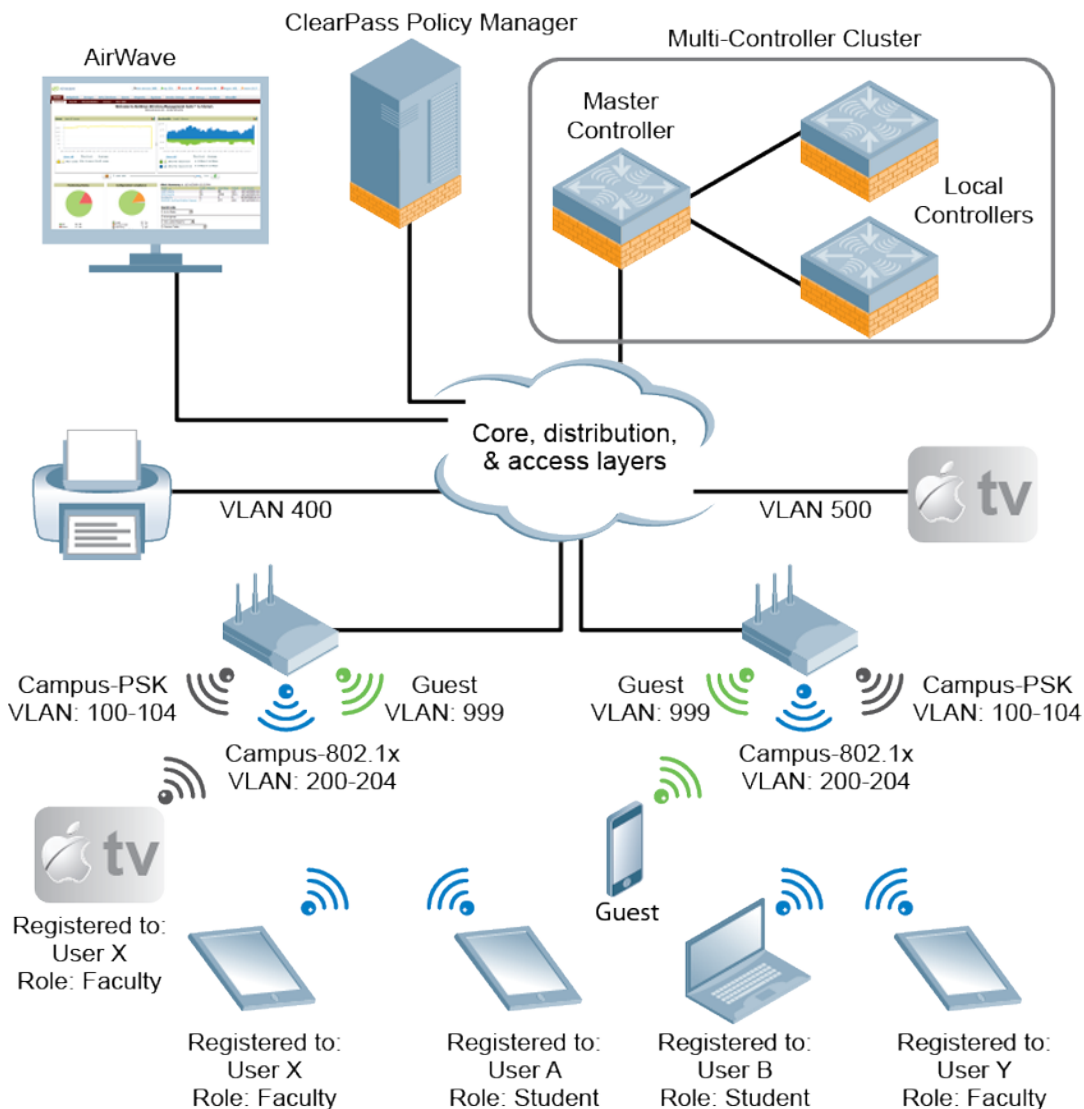 ClearPass Policy Manager
AirWave
Multi-Controller Cluster
Master
Controller
Local
Controllers
Core, distribution,
& access layers
VLAN 400
VLAN 500
tv
Campus-PSK
VLAN: 100-104
Guest
VLAN: 999
Guest
VLAN: 999
Campus-PSK
VLAN: 100-104
Campus-802.1x
VLAN: 200-204
Campus-802.1x
VLAN: 200-204
tv
Registered to:
User X
Role: Faculty
Guest
Registered to:
User X
Role: Faculty
Registered to:
User A
Role: Student
Registered to:
User B
Role: Student
Registered to:
User Y
Role: Faculty